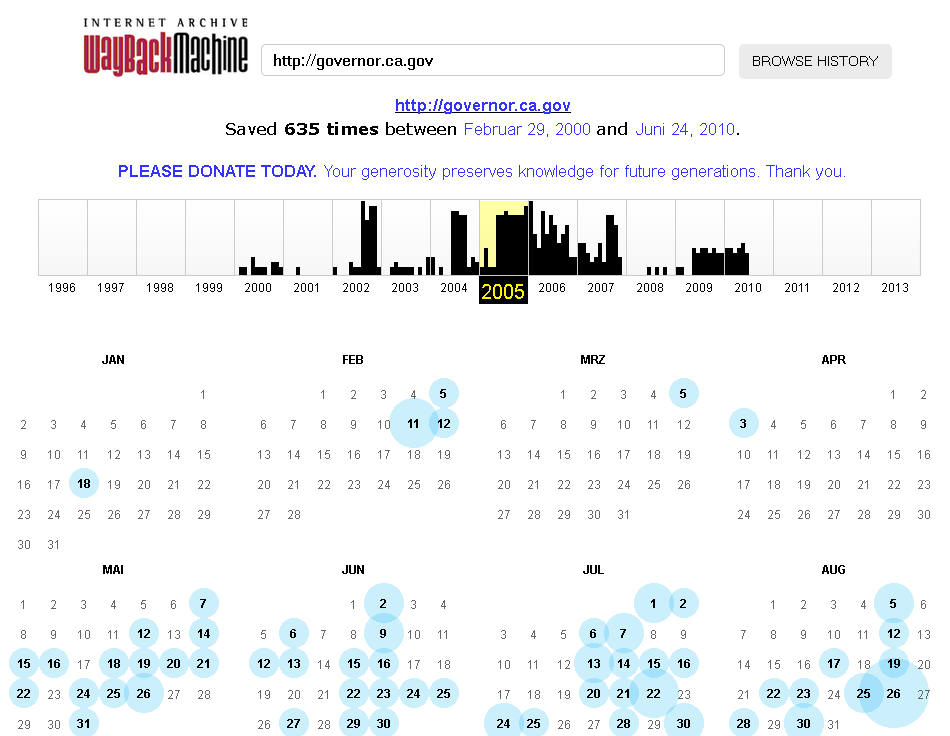 INTERNET ARCHIVE
WayBackMachine
http://governor.ca.gov
BROWSE HISTORY
http://governor.ca.gov
Saved 635 times between Februar 29, 2000 and Juni 24, 2010.
PLEASE DONATE TODAY. Your generosity preserves knowledge for future generations. Thank you.
1996 1997 1998 1999 2000 2001 2002 2003 2004 2005 2006 2007 2008 2009 2010 2011 2012 2013
JAN FEB MRZ APR
1 1 2 3 4 5 1 2 3 4 5 1 2
2 3 4 5 6 7 8 6 7 8 9 10 11 12 6 7 8 9 10 11 12 3 4 5 6 7 8 9
9 10 11 12 13 14 15 13 14 15 16 17 18 19 13 14 15 16 17 18 19 10 11 12 13 14 15 16
16 17 18 19 20 21 22 20 21 22 23 24 25 26 20 21 22 23 24 25 26 17 18 19 20 21 22 23
23 24 25 26 27 28 29 27 28 27 28 29 30 31 24 25 26 27 28 29 30
30 31
MAI JUN JUL AUG
1 2 3 4 5 6 7 1 2 3 4 1 2 1 2 3 4 5 6
8 9 10 11 12 13 14 5 6 7 8 9 10 11 3 4 5 6 7 8 9 7 8 9 10 11 12 13
15 16 17 18 19 20 21 12 13 14 15 16 17 18 10 11 12 13 14 15 16 14 15 16 17 18 19 20
22 23 24 25 26 27 28 19 20 21 22 23 24 25 17 18 19 20 21 22 23 21 22 23 24 25 26 27
29 30 31 26 27 28 29 30 24 25 26 27 28 29 30 28 29 30 31